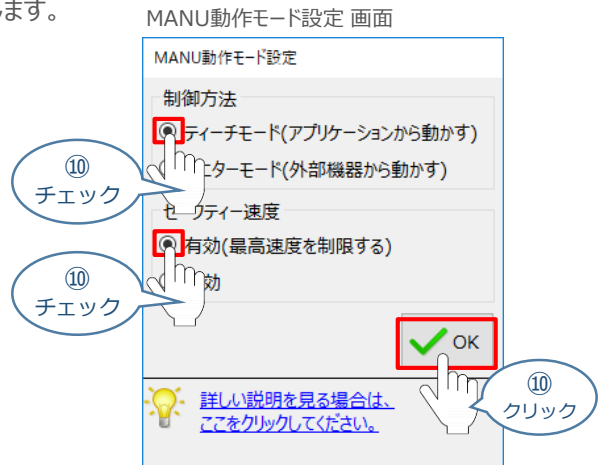 します。
MANU動作モード設定 画面
MANU動作モード設定
制御方法
ティーチモード(アプリケーションから動かす)
ターモード(外部機器から動かす)
⑩
チェック
セ フティー速度
有効(最高速度を制限する)
効
⑩
チェック
OK
詳しい説明を見る場合は、
ここをクリックしてください。
⑩
クリック